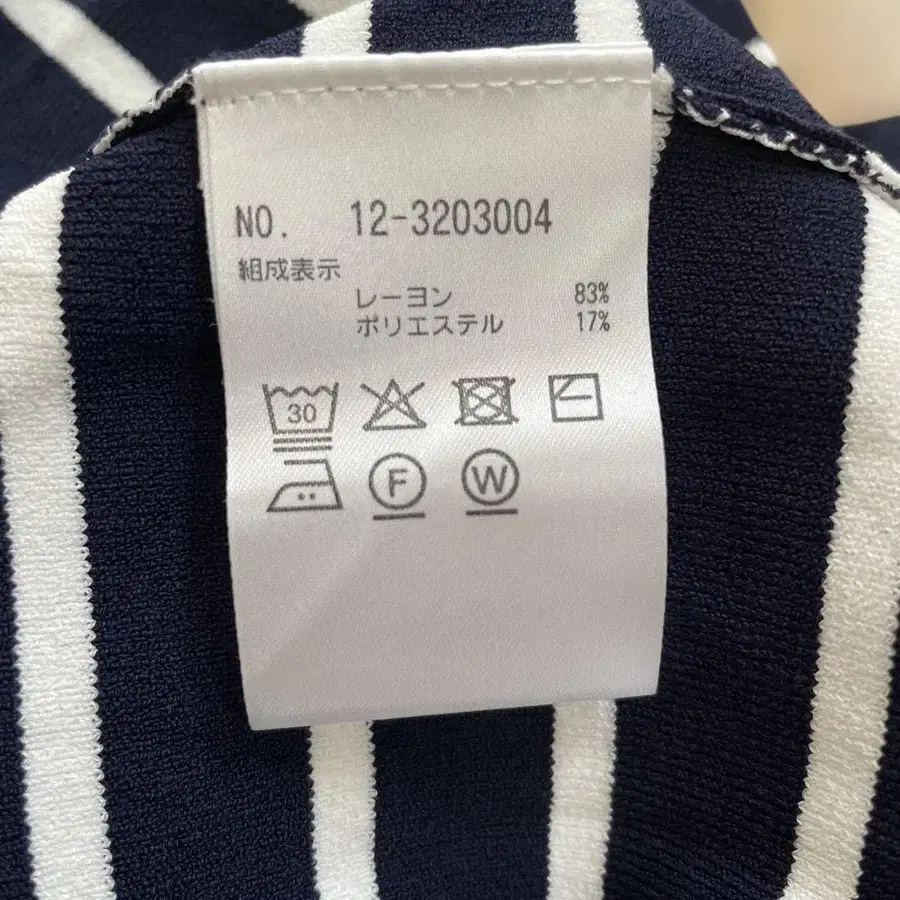 NO. 12-3203004
組成表示
レーヨン 83%
ポリエステル 17%
30
F W